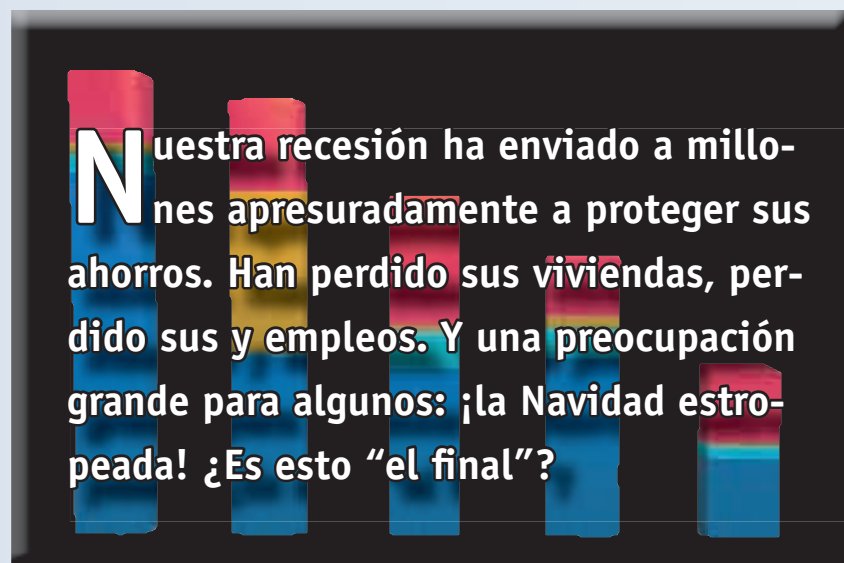 Nuestra recesión ha enviado a millo-
nes apresuradamente a proteger sus
ahorros. Han perdido sus viviendas, per-
dido sus y empleos. Y una preocupación
grande para algunos: ¡la Navidad estro-
peada! ¿Es esto “el final”?